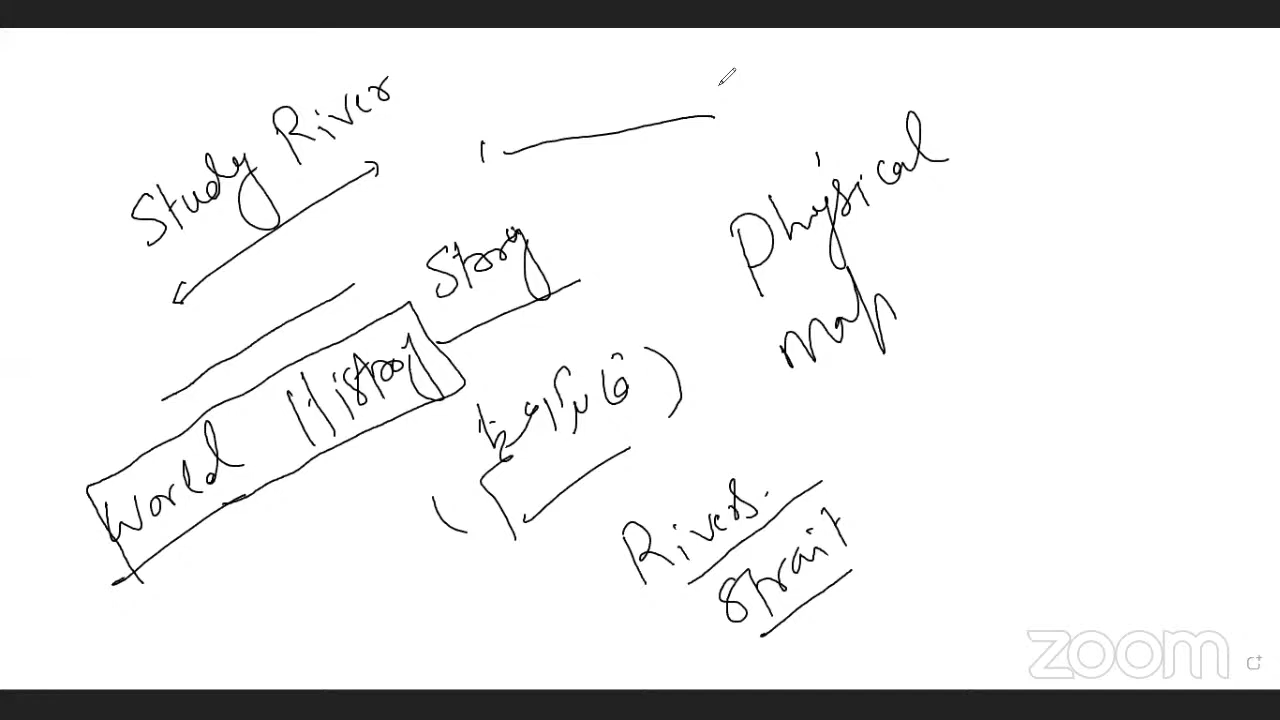 Study River
Story
World History
Physical
Map
Rivers.
Strait
zoom